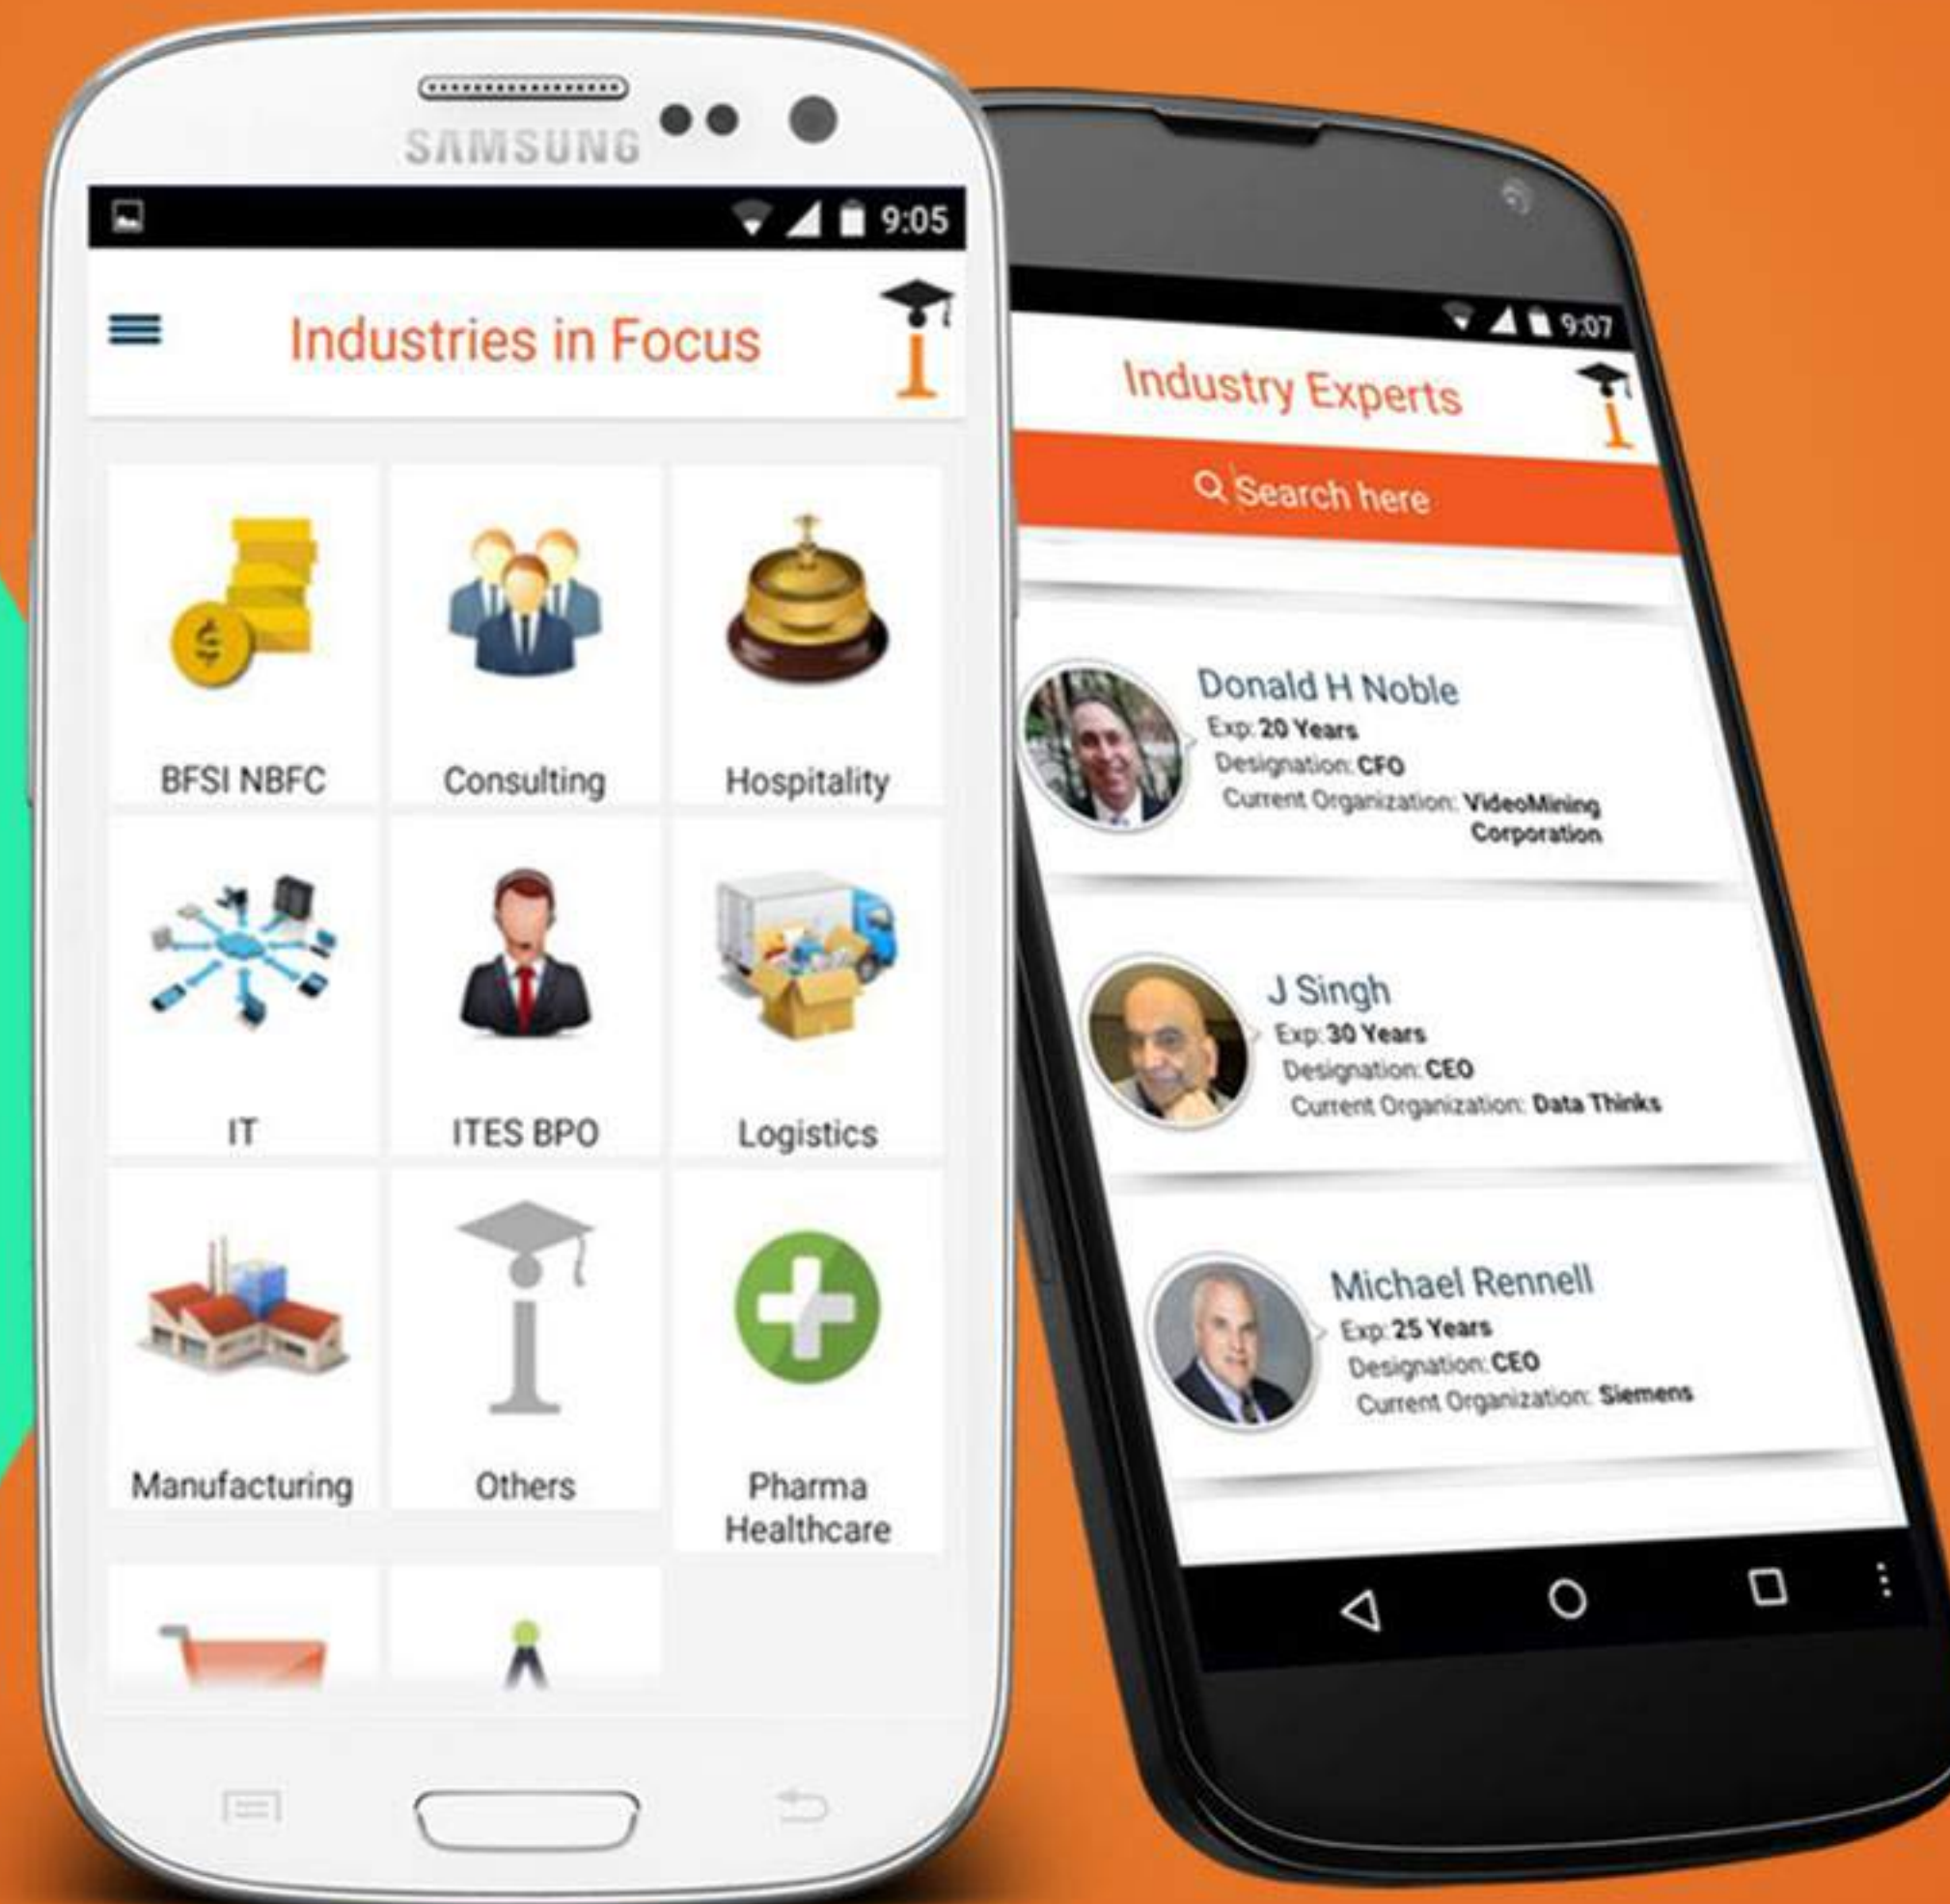 SAMSUNG
9:05
Industries in Focus
BFSI NBFC
Consulting
Hospitality
IT
ITES BPO
Logistics
Manufacturing
Others
Pharma
Healthcare
9:07
Industry Experts
Search here
Donald H Noble
Exp: 20 Years
Designation: CFO
Current Organization: VideoMining
Corporation
J Singh
Exp: 30 Years
Designation: CEO
Current Organization: Data Thinks
Michael Rennell
Exp: 25 Years
Designation: CEO
Current Organization: Siemens